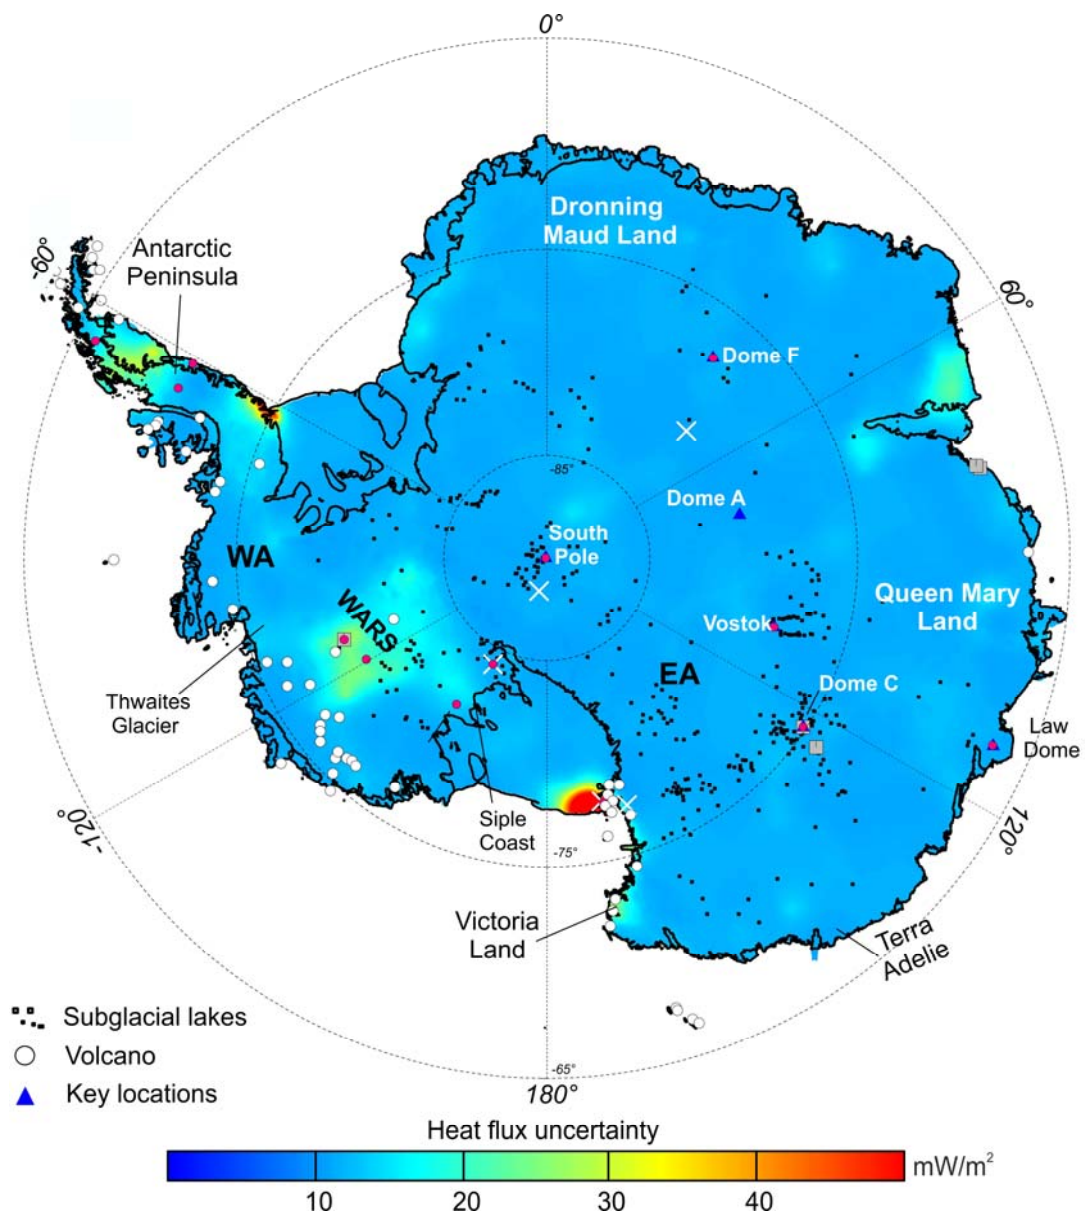 0°
Dronning
Maud Land
-60°
Antarctic
Peninsula
60°
Dome F
-85°
Dome A
South
Pole
WA
WARS
Queen Mary
Land
Vostok
EA
Dome C
Thwaites
Glacier
Law
Dome
Siple
Coast
-120°
120°
-75°
Victoria
Land
Terra
Adelie
Subglacial lakes
Volcano
Key locations
-65°
180°
Heat flux uncertainty
mW/m²
10
20
30
40